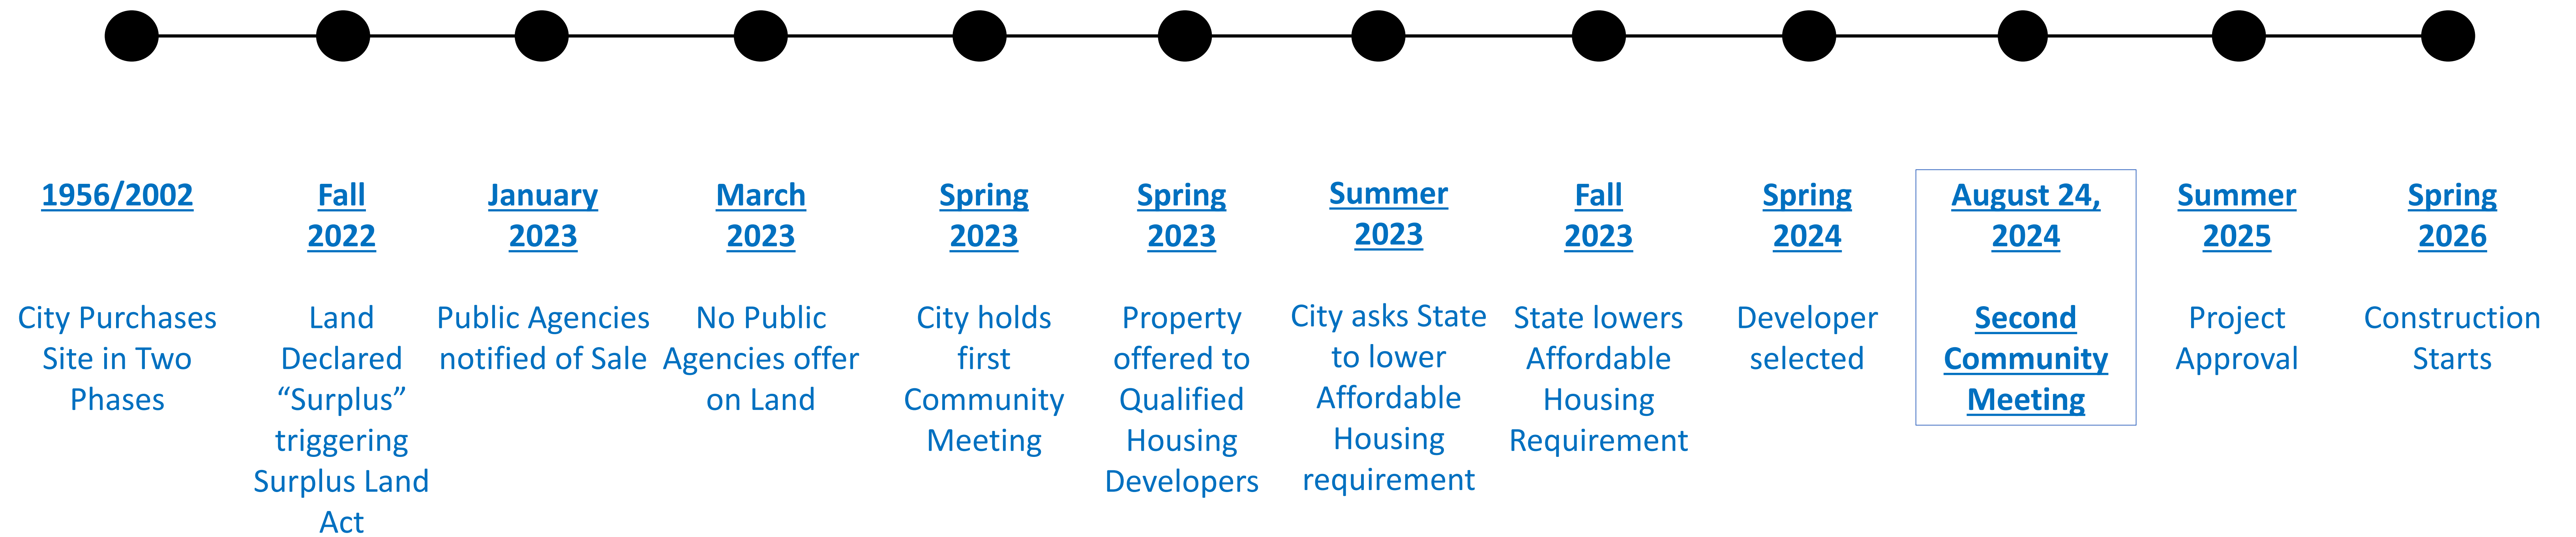 1956/2002
City Purchases
Site in Two
Phases
Fall
2022
Land
Declared
“Surplus”
triggering
Surplus Land
Act
January
2023
Public Agencies
notified of Sale
March
2023
No Public
Agencies offer
on Land
Spring
2023
City holds
first
Community
Meeting
Spring
2023
Property
offered to
Qualified
Housing
Developers
Summer
2023
City asks State
to lower
Affordable
Housing
requirement
Fall
2023
State lowers
Affordable
Housing
Requirement
Spring
2024
Developer
selected
August 24,
2024
Second
Community
Meeting
Summer
2025
Project
Approval
Spring
2026
Construction
Starts